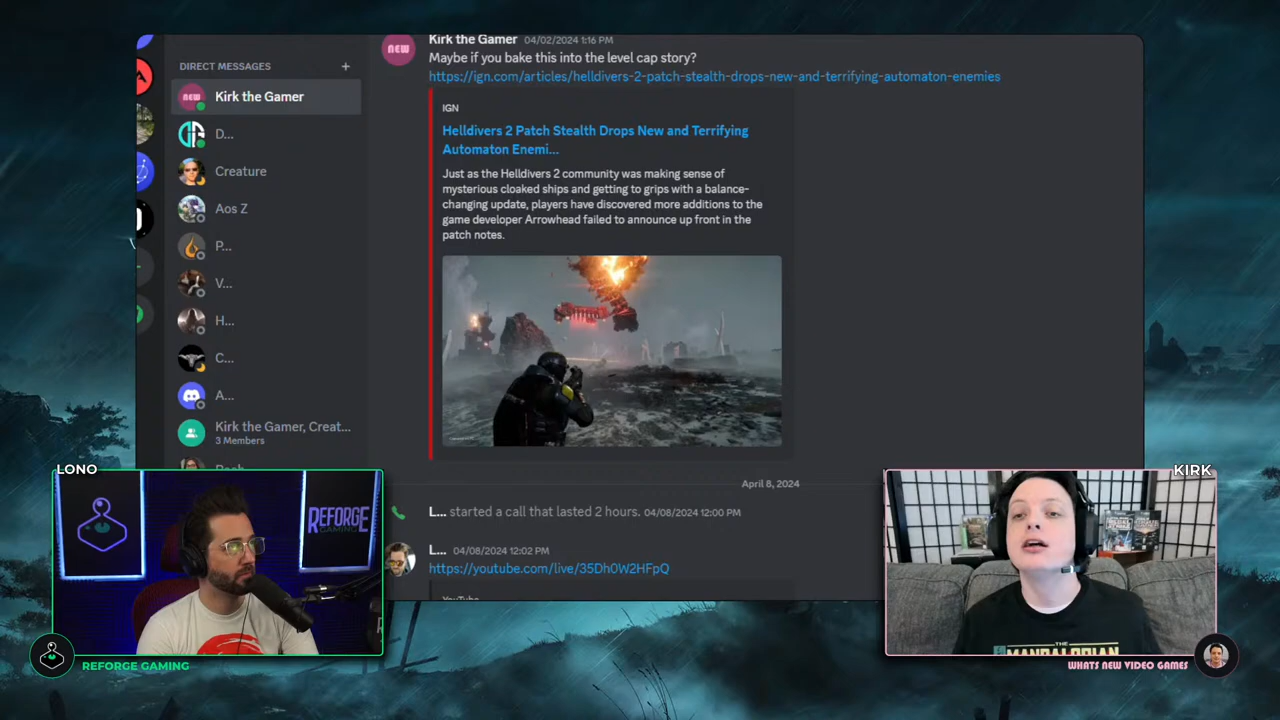 DIRECT MESSAGES +
Kirk the Gamer
D...
Creature
Aos Z
P...
V...
H...
C...
A...
Kirk the Gamer, Creat...
3 Members
NEW
Kirk the Gamer 04/02/2024 1:16 PM
Maybe if you bake this into the level cap story?
https://ign.com/articles/helldivers-2-patch-stealth-drops-new-and-terrifying-automaton-enemies
IGN
Helldivers 2 Patch Stealth Drops New and Terrifying
Automaton Enemi...
Just as the Helldivers 2 community was making sense of
mysterious cloaked ships and getting to grips with a balance-
changing update, players have discovered more additions to the
game developer Arrowhead failed to announce up front in the
patch notes.
April 8, 2024
L... started a call that lasted 2 hours. 04/08/2024 12:00 PM
L... 04/08/2024 12:02 PM
https://youtube.com/live/35Dh0W2HFpQ
YouTube
LONO
REFORGE
GAMING
REFORGE GAMING
KIRK
THE
MANDALORIAN
WHATS NEW VIDEO GAMES